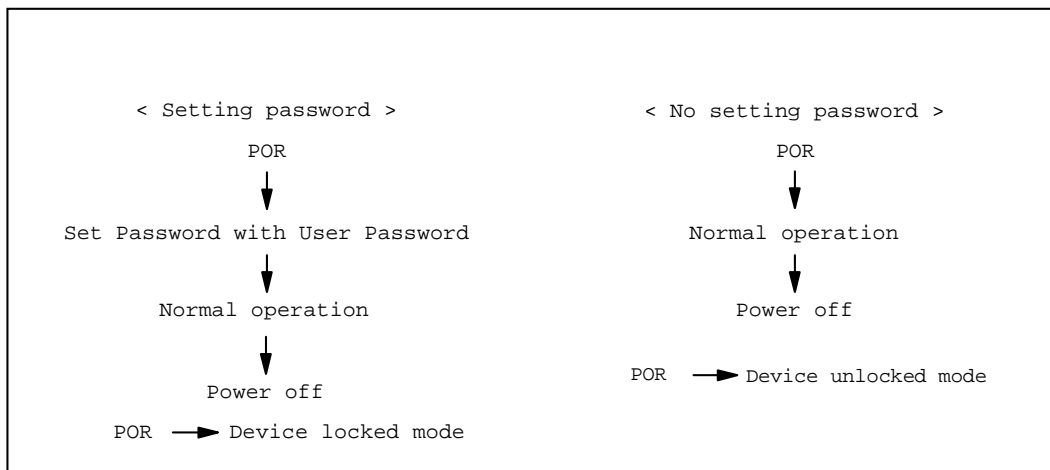 < Setting password >
POR
Set Password with User Password
Normal operation
Power off
POR
Device locked mode
< No setting password >
POR
Normal operation
Power off
POR
Device unlocked mode